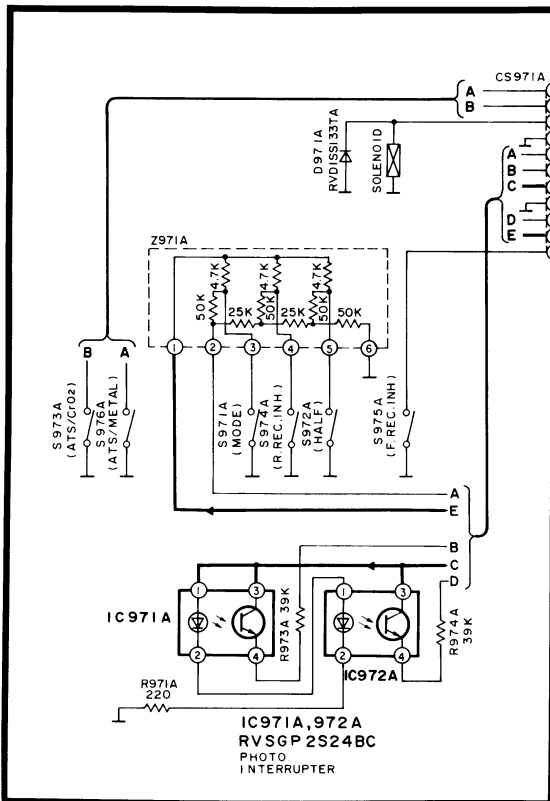 CS971A
A
B
D971A
RVD1SS133TA
SOLENOID
A
B
C
D
E
Z971A
4.7K
4.7K
4.7K
50K
50K
50K
25K
25K
50K
1
2
3
4
5
6
B
A
S973A
(ATS/CrO2)
S976A
(ATS/METAL)
S971A
(MODE)
S974A
(R.REC.INH.)
S972A
(HALF)
S975A
(F.REC.INH)
A
E
B
C
D
1
3
1
3
IC971A
R973A 39K
R974A
39K
2
4
2
4
IC972A
R971A
220
IC971A,972A
RVSGP2S24BC
PHOTO
INTERRUPTER